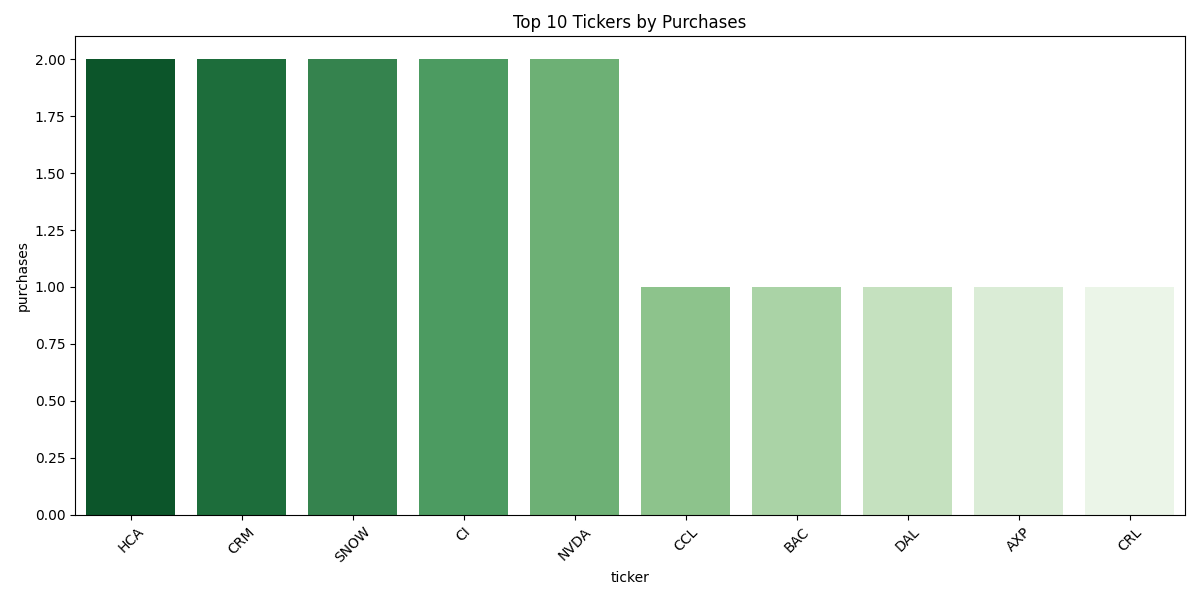 Top 10 Tickers by Purchases
purchases
2.00
1.75
1.50
1.25
1.00
0.75
0.50
0.25
0.00
HCA
CRM
SNOW
CI
NVDA
CCL
BAC
DAL
AXP
CRL
ticker